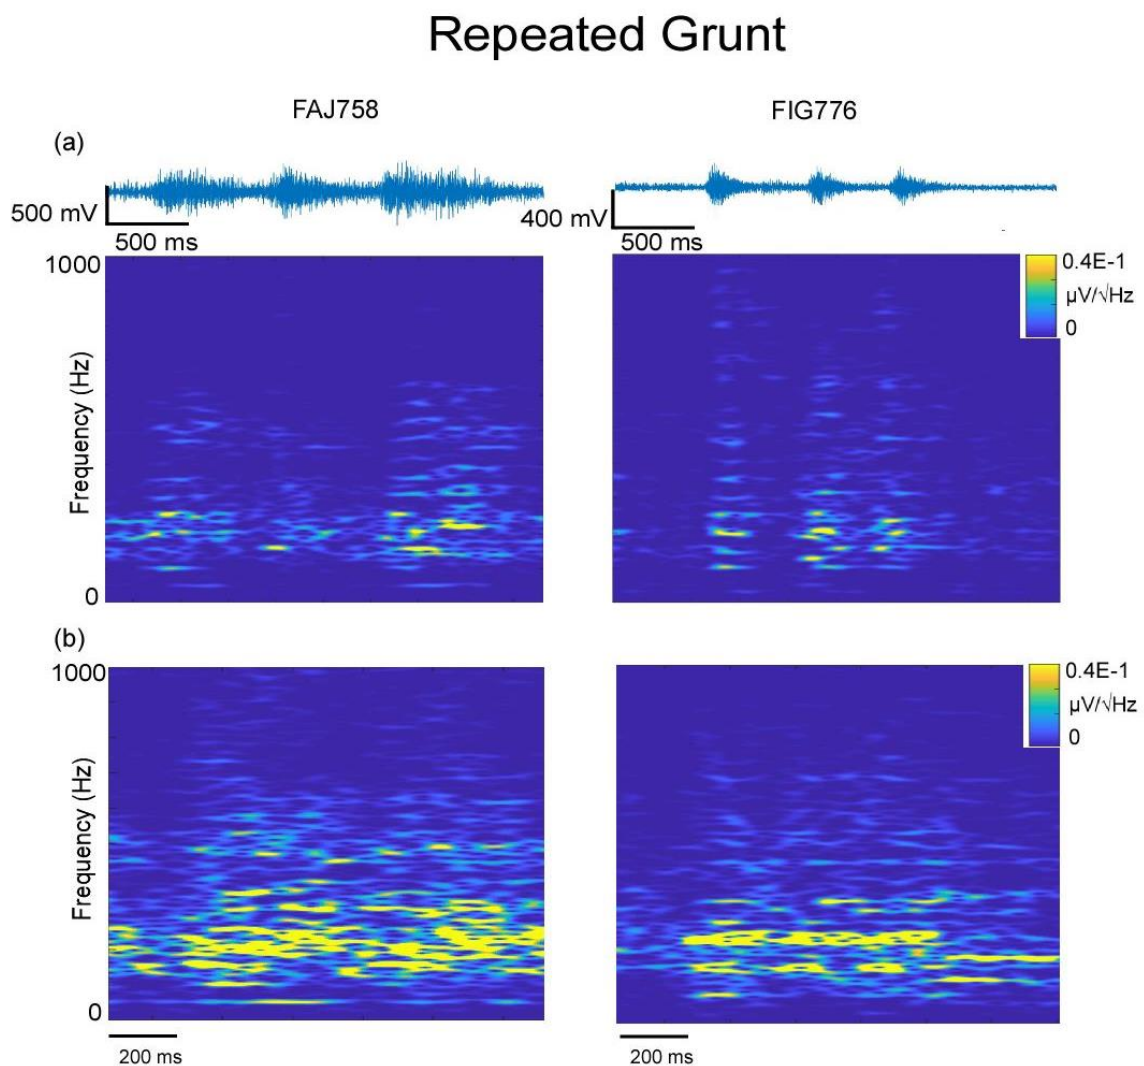 Repeated Grunt
FAJ758
FIG776
(a)
500 mV
500 ms
400 mV
500 ms
1000
Frequency (Hz)
0
0.4E-1
µV/√Hz
0
(b)
1000
Frequency (Hz)
0
0.4E-1
µV/√Hz
0
200 ms
200 ms